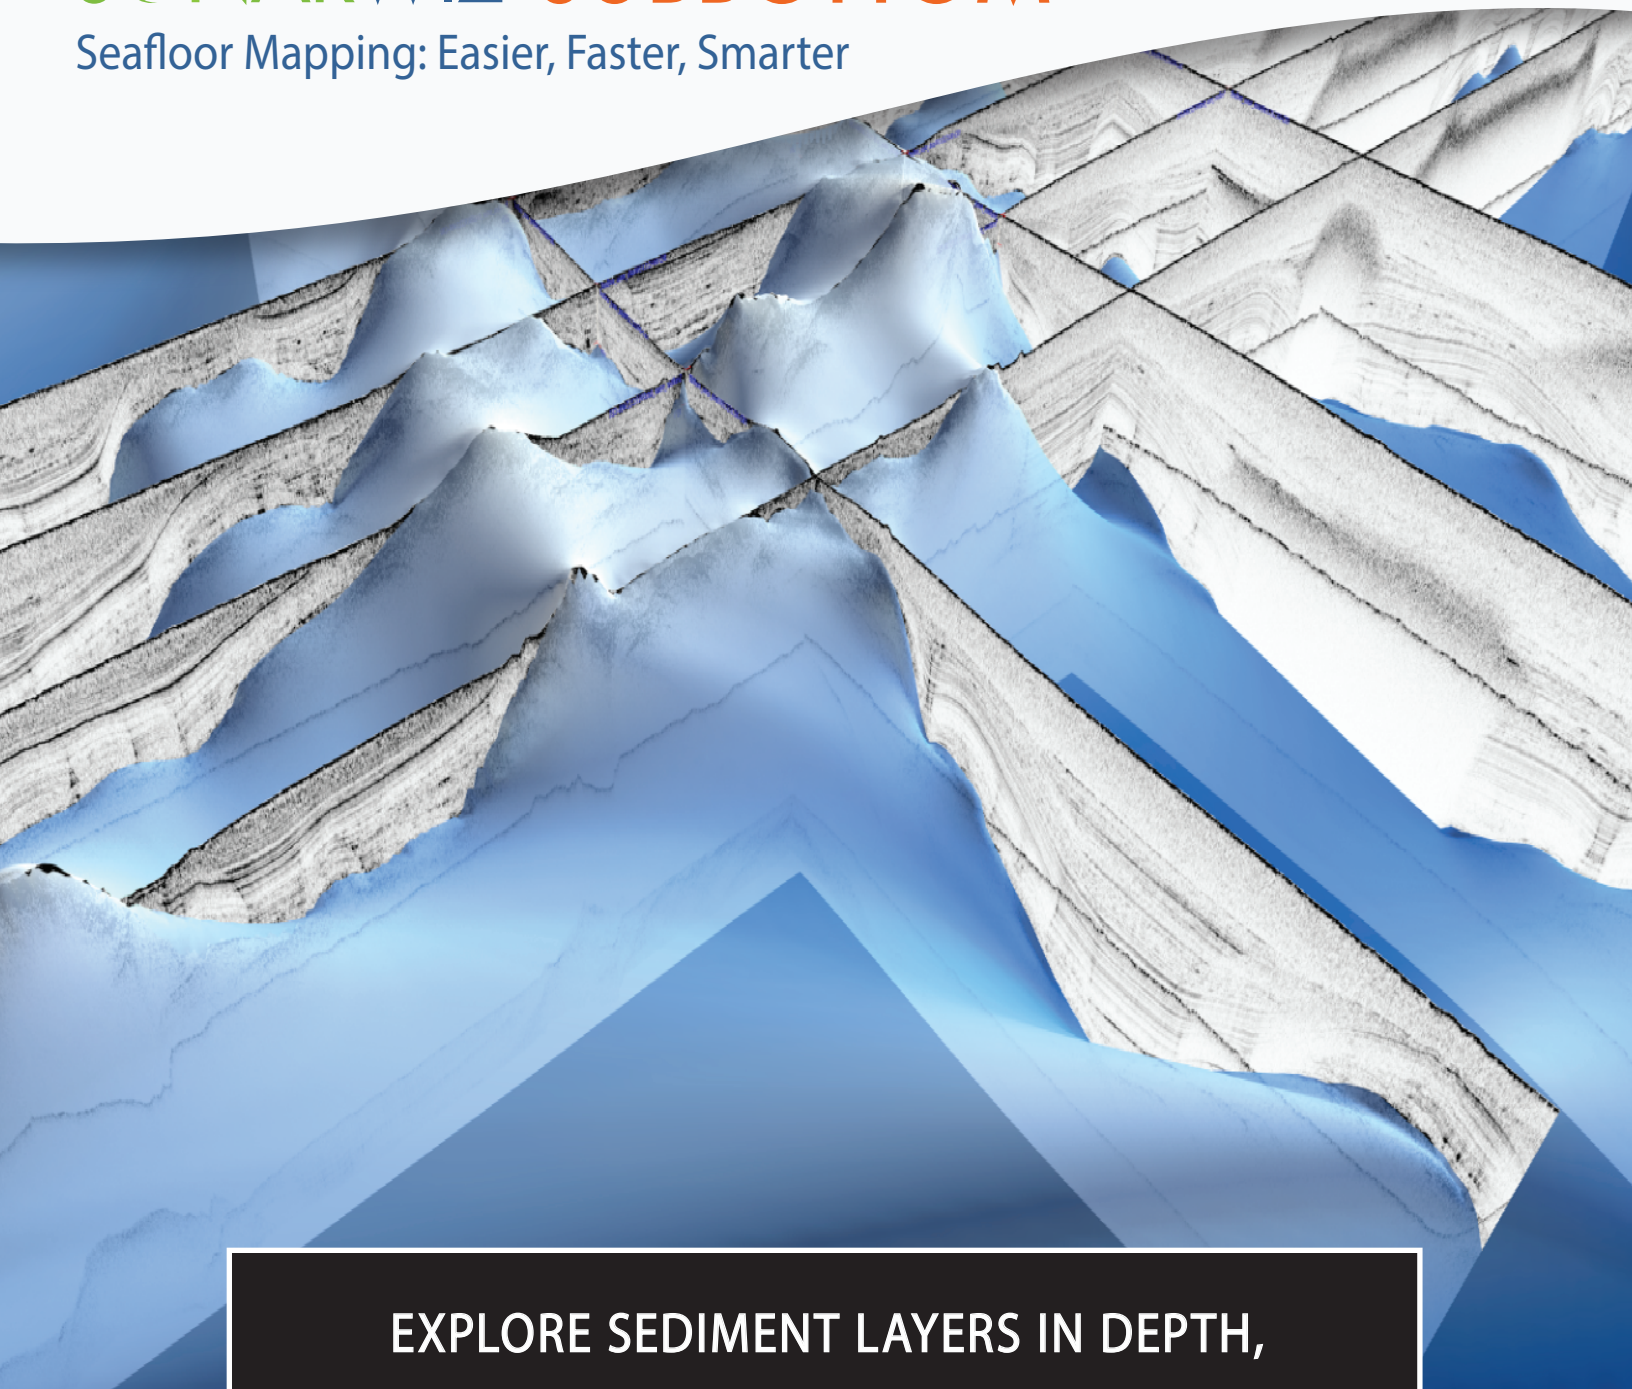 Seafloor Mapping: Easier, Faster, Smarter
EXPLORE SEDIMENT LAYERS IN DEPTH,